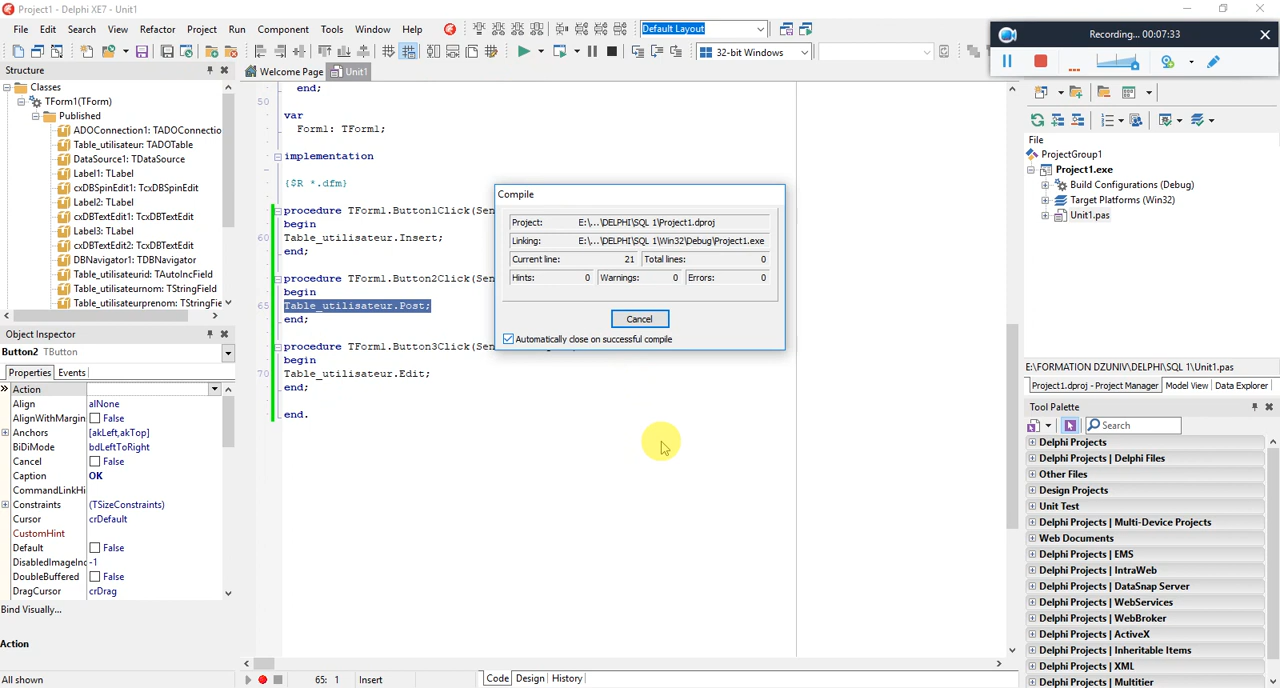 Project1 - Delphi XE7 - Unit1
File Edit Search View Refactor Project Run Component Tools Window Help
Default Layout
32-bit Windows
Recording... 00:07:33
Structure
Classes
TForm1(TForm)
Published
ADOConnection1: TADOConnectio
Table_utilisateur: TADOTable
DataSource1: TDataSource
Label1: TLabel
cxDBSpinEdit1: TcxDBSpinEdit
Label2: TLabel
cxDBTextEdit1: TcxDBTextEdit
Label3: TLabel
cxDBTextEdit2: TcxDBTextEdit
DBNavigator1: TDBNavigator
Table_utilisateurid: TAutoIncField
Table_utilisateurnom: TStringField
Table_utilisateurprenom: TStringFie
Object Inspector
Button2 TButton
Properties Events
Action
Align alNone
AlignWithMargin False
Anchors [akLeft,akTop]
BiDiMode bdLeftToRight
Cancel False
Caption OK
CommandLinkHi
Constraints (TSizeConstraints)
Cursor crDefault
CustomHint
Default False
DisabledImageInc -1
DoubleBuffered False
DragCursor crDrag
Bind Visually...
Action
All shown
Welcome Page Unit1
end;
50
var
Form1: TForm1;
implementation
{$R *.dfm}
procedure TForm1.Button1Click(Sen
begin
60 Table_utilisateur.Insert;
end;
procedure TForm1.Button2Click(Sen
begin
65 Table_utilisateur.Post;
end;
procedure TForm1.Button3Click(Sen
begin
70 Table_utilisateur.Edit;
end;
end.
65: 1 Insert
Code Design History
Compile
Project: E:\...\DELPHI\SQL 1\Project1.dproj
Linking: E:\...\DELPHI\SQL 1\Win32\Debug\Project1.exe
Current line: 21 Total lines: 0
Hints: 0 Warnings: 0 Errors: 0
Cancel
Automatically close on successful compile
File
ProjectGroup1
Project1.exe
Build Configurations (Debug)
Target Platforms (Win32)
Unit1.pas
E:\FORMATION DZUNIV\DELPHI\SQL 1\Unit1.pas
Project1.dproj - Project Manager Model View Data Explorer
Tool Palette
Search
Delphi Projects
Delphi Projects | Delphi Files
Other Files
Design Projects
Unit Test
Delphi Projects | Multi-Device Projects
Web Documents
Delphi Projects | EMS
Delphi Projects | IntraWeb
Delphi Projects | DataSnap Server
Delphi Projects | WebServices
Delphi Projects | WebBroker
Delphi Projects | ActiveX
Delphi Projects | Inheritable Items
Delphi Projects | XML
Delphi Projects | Multitier